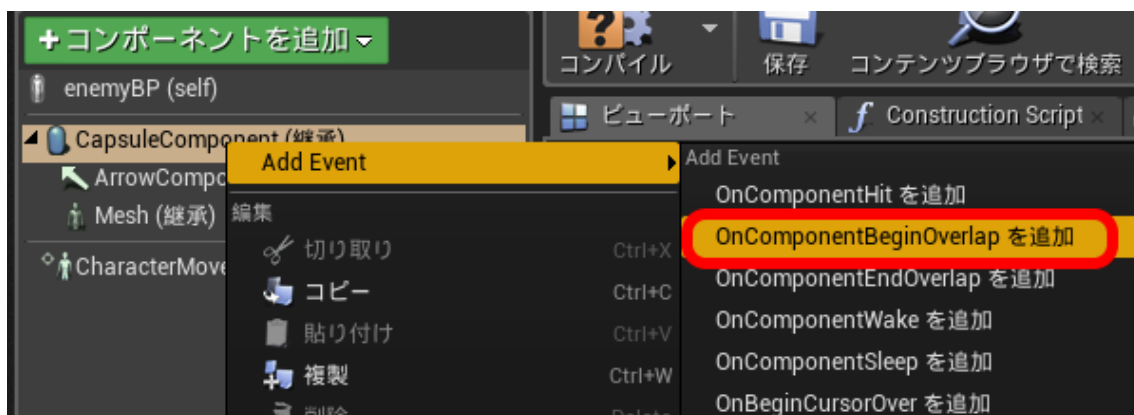 +コンポーネントを追加
コンパイル
保存
コンテンツブラウザで検索
enemyBP (self)
ビューポート
Construction Script
CapsuleComponent (継承)
ArrowCompo
Mesh (継承)
CharacterMove
Add Event
編集
切り取り Ctrl+X
コピー Ctrl+C
貼り付け Ctrl+V
複製 Ctrl+W
削除 Delete
Add Event
OnComponentHit を追加
OnComponentBeginOverlap を追加
OnComponentEndOverlap を追加
OnComponentWake を追加
OnComponentSleep を追加
OnBeginCursorOver を追加